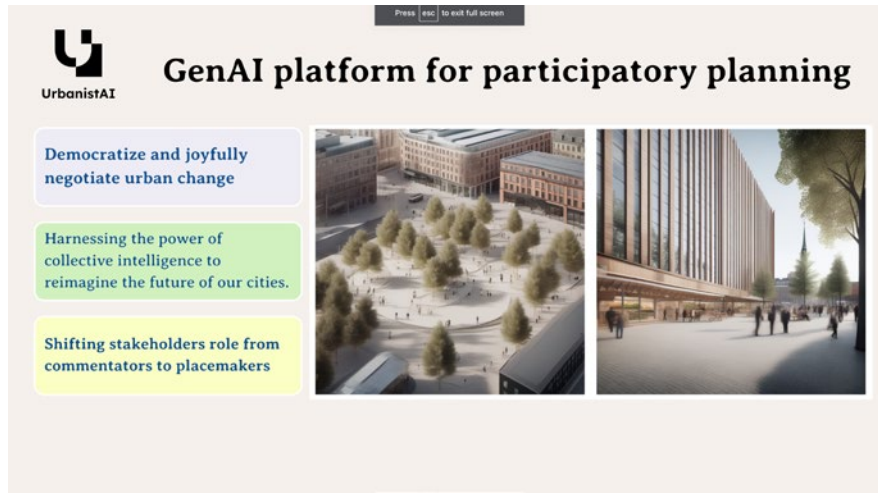 Press esc to exit full screen
UrbanistAI
GenAI platform for participatory planning
Democratize and joyfully
negotiate urban change
Harnessing the power of
collective intelligence to
reimagine the future of our cities.
Shifting stakeholders role from
commentators to placemakers